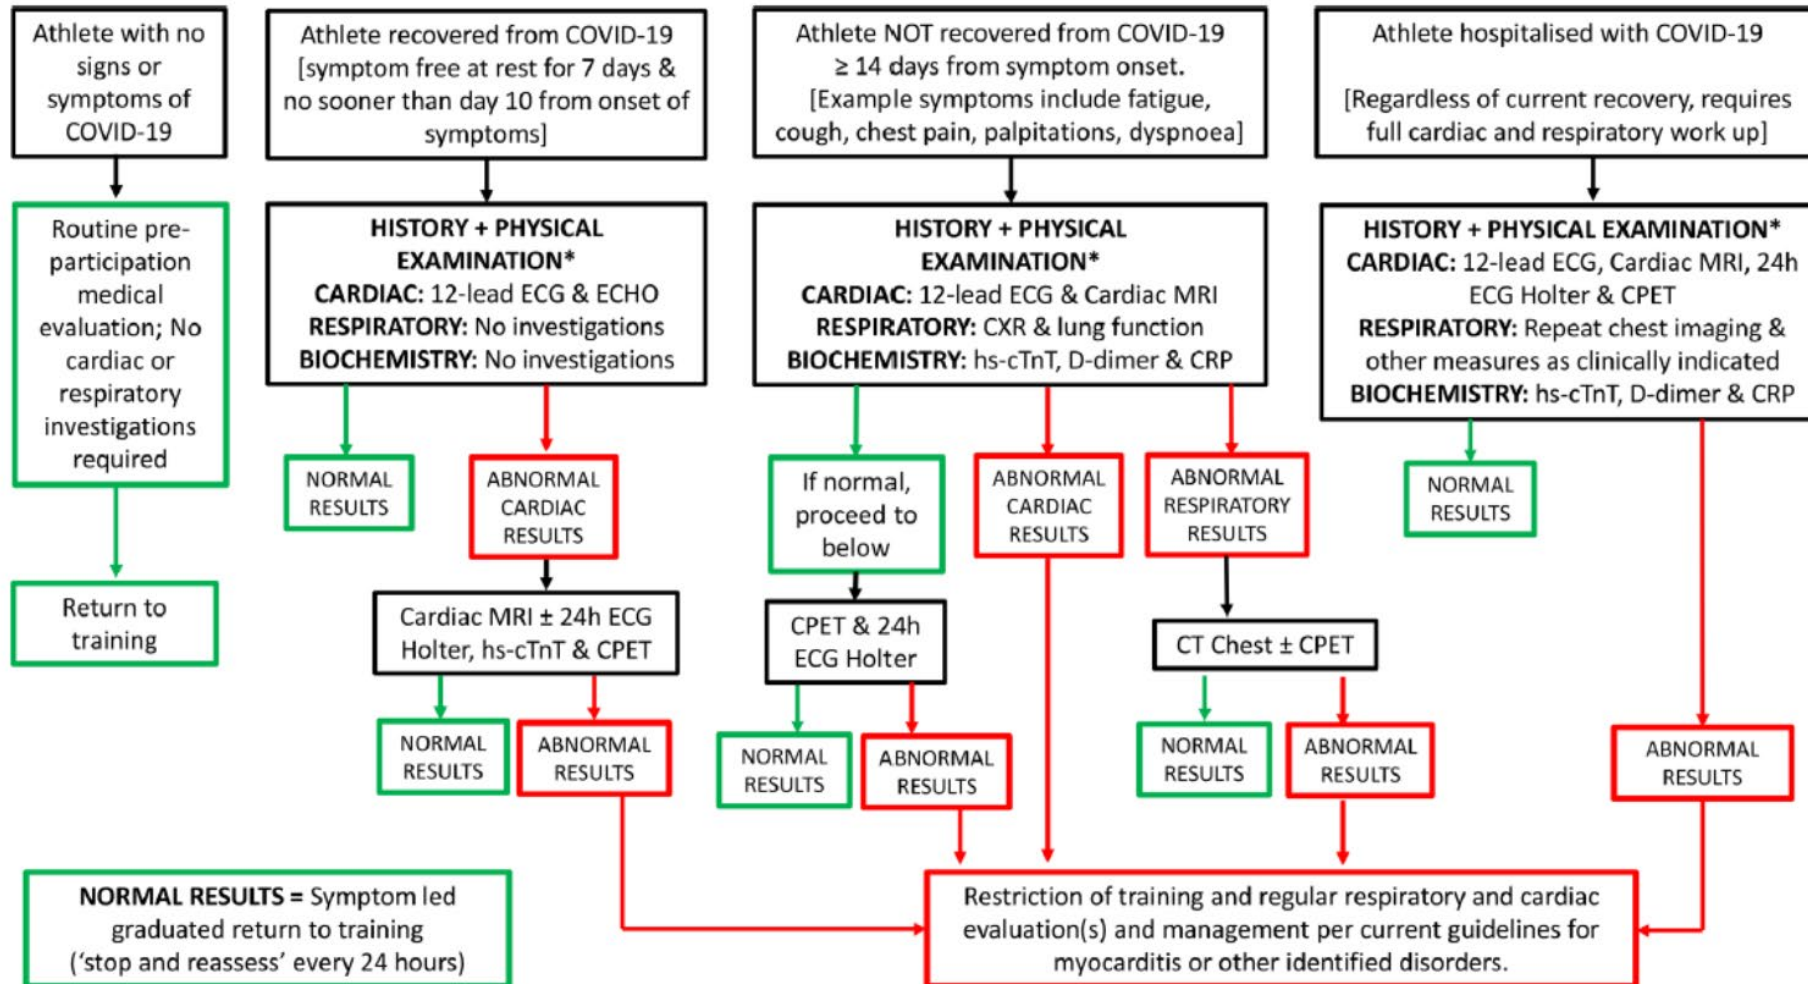 Athlete with no
signs or
symptoms of
COVID-19
Athlete recovered from COVID-19
[symptom free at rest for 7 days &
no sooner than day 10 from onset of
symptoms]
Athlete NOT recovered from COVID-19
≥ 14 days from symptom onset.
[Example symptoms include fatigue,
cough, chest pain, palpitations, dyspnoea]
Athlete hospitalised with COVID-19
[Regardless of current recovery, requires
full cardiac and respiratory work up]
Routine pre-
participation
medical
evaluation; No
cardiac or
respiratory
investigations
required
HISTORY + PHYSICAL
EXAMINATION*
CARDIAC: 12-lead ECG & ECHO
RESPIRATORY: No investigations
BIOCHEMISTRY: No investigations
HISTORY + PHYSICAL
EXAMINATION*
CARDIAC: 12-lead ECG & Cardiac MRI
RESPIRATORY: CXR & lung function
BIOCHEMISTRY: hs-cTnT, D-dimer & CRP
HISTORY + PHYSICAL EXAMINATION*
CARDIAC: 12-lead ECG, Cardiac MRI, 24h
ECG Holter & CPET
RESPIRATORY: Repeat chest imaging &
other measures as clinically indicated
BIOCHEMISTRY: hs-cTnT, D-dimer & CRP
NORMAL
RESULTS
ABNORMAL
CARDIAC
RESULTS
If normal,
proceed to
below
ABNORMAL
CARDIAC
RESULTS
ABNORMAL
RESPIRATORY
RESULTS
NORMAL
RESULTS
Return to
training
Cardiac MRI ± 24h ECG
Holter, hs-cTnT & CPET
CPET & 24h
ECG Holter
CT Chest ± CPET
NORMAL
RESULTS
ABNORMAL
RESULTS
NORMAL
RESULTS
ABNORMAL
RESULTS
NORMAL
RESULTS
ABNORMAL
RESULTS
ABNORMAL
RESULTS
NORMAL RESULTS = Symptom led
graduated return to training
(‘stop and reassess’ every 24 hours)
Restriction of training and regular respiratory and cardiac
evaluation(s) and management per current guidelines for
myocarditis or other identified disorders.